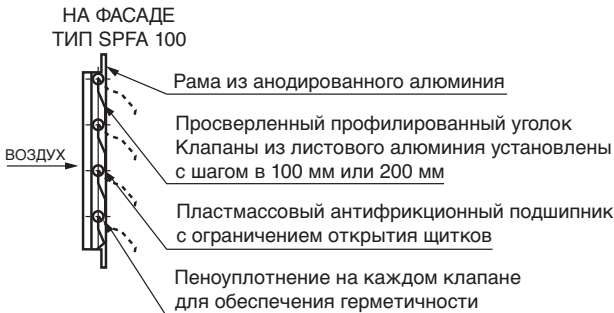 НА ФАСАДЕ
ТИП SPFA 100
Рама из анодированного алюминия
Просверленный профилированный уголок
Клапаны из листового алюминия установлены
с шагом в 100 мм или 200 мм
ВОЗДУХ
Пластмассовый антифрикционный подшипник
с ограничением открытия щитков
Пеноуплотнение на каждом клапане
для обеспечения герметичности